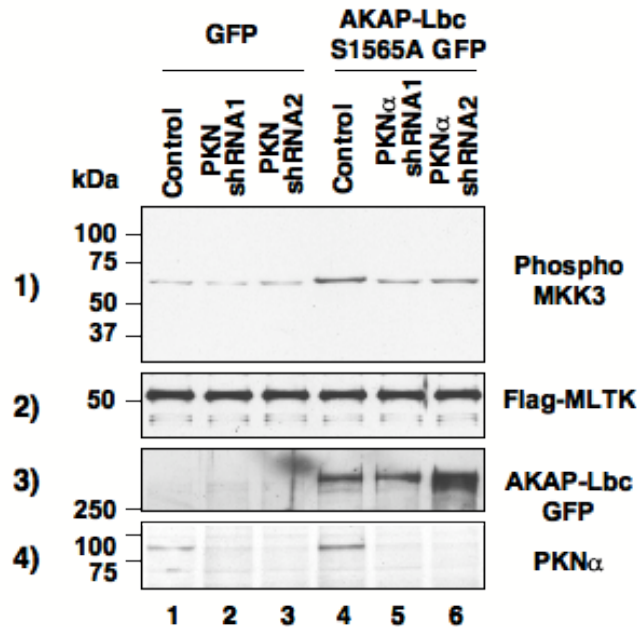 GFP
AKAP-Lbc
S1565A GFP
Control
PKN
shRNA1
PKN
shRNA2
Control
PKNα
shRNA1
PKNα
shRNA2
kDa
1)
100
75
50
37
Phospho
MKK3
2)
50
Flag-MLTK
3)
250
AKAP-Lbc
GFP
4)
100
75
PKNα
1 2 3 4 5 6